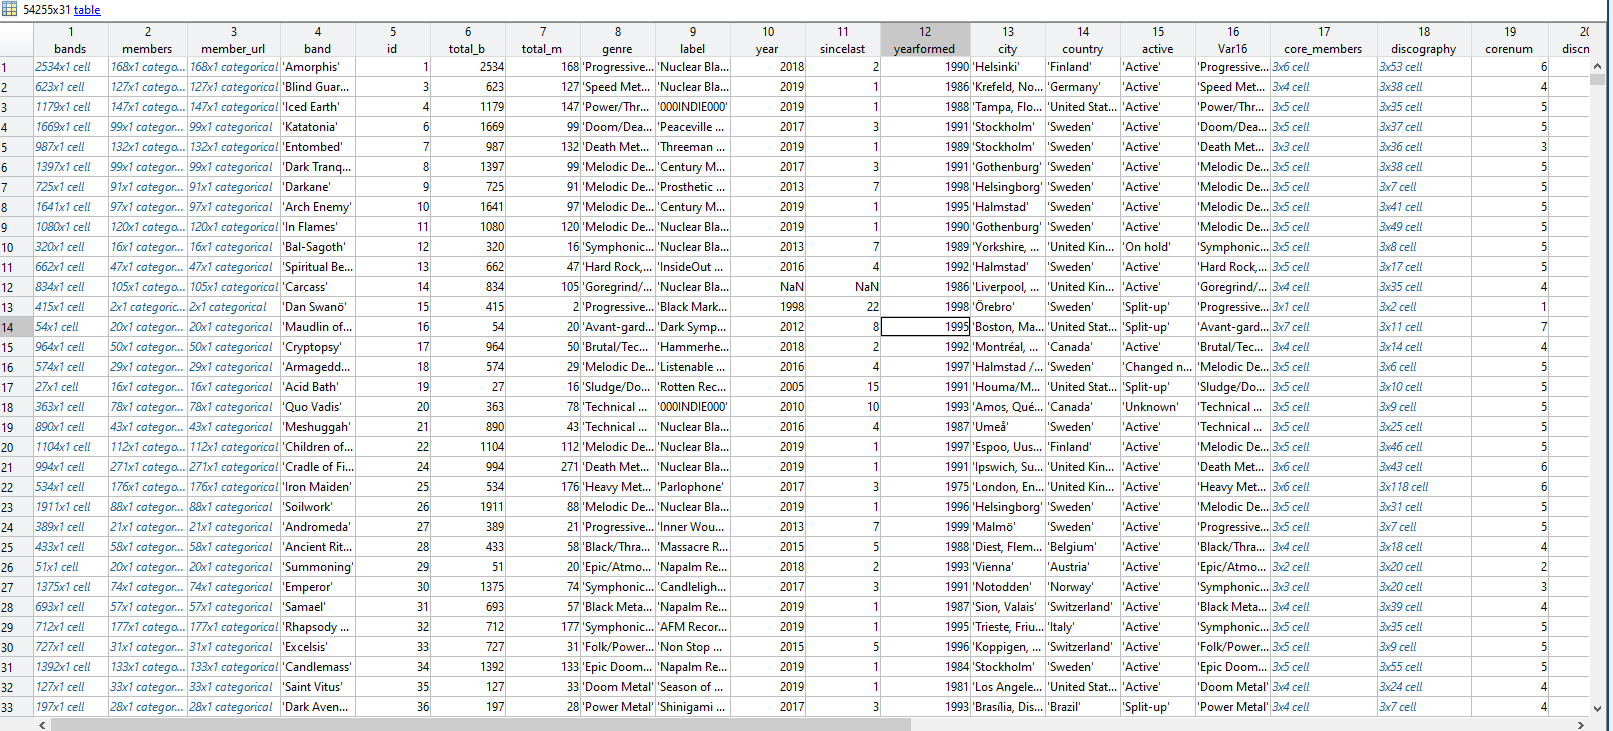 54255x31 table
1 2 3 4 5 6 7 8 9 10 11 12 13 14 15 16 17 18 19 20
bands members member_url band id total_b total_m genre label year sincelast yearformed city country active Var16 core_members discography corenum discn
1 2534x1 cell 168x1 catego... 168x1 categorical 'Amorphis' 1 2534 168 'Progressive... 'Nuclear Bla... 2018 2 1990 'Helsinki' 'Finland' 'Active' 'Progressive... 3x6 cell 3x53 cell 6
2 623x1 cell 127x1 catego... 127x1 categorical 'Blind Guar... 3 623 127 'Speed Met... 'Nuclear Bla... 2019 1 1986 'Krefeld, No... 'Germany' 'Active' 'Speed Met... 3x4 cell 3x38 cell 4
3 1179x1 cell 147x1 catego... 147x1 categorical 'Iced Earth' 4 1179 147 'Power/Thr... '000INDIE000' 2019 1 1988 'Tampa, Flo... 'United Stat... 'Active' 'Power/Thr... 3x5 cell 3x35 cell 5
4 1669x1 cell 99x1 categor... 99x1 categorical 'Katatonia' 6 1669 99 'Doom/Dea... 'Peaceville ... 2017 3 1991 'Stockholm' 'Sweden' 'Active' 'Doom/Dea... 3x5 cell 3x37 cell 5
5 987x1 cell 132x1 catego... 132x1 categorical 'Entombed' 7 987 132 'Death Met... 'Threeman ... 2019 1 1989 'Stockholm' 'Sweden' 'Active' 'Death Met... 3x3 cell 3x36 cell 3
6 1397x1 cell 99x1 categor... 99x1 categorical 'Dark Tranq... 8 1397 99 'Melodic De... 'Century M... 2017 3 1991 'Gothenburg' 'Sweden' 'Active' 'Melodic De... 3x5 cell 3x38 cell 5
7 725x1 cell 91x1 categor... 91x1 categorical 'Darkane' 9 725 91 'Melodic De... 'Prosthetic ... 2013 7 1998 'Helsingborg' 'Sweden' 'Active' 'Melodic De... 3x5 cell 3x7 cell 5
8 1641x1 cell 97x1 categor... 97x1 categorical 'Arch Enemy' 10 1641 97 'Melodic De... 'Century M... 2019 1 1995 'Halmstad' 'Sweden' 'Active' 'Melodic De... 3x5 cell 3x41 cell 5
9 1080x1 cell 120x1 catego... 120x1 categorical 'In Flames' 11 1080 120 'Melodic De... 'Nuclear Bla... 2019 1 1990 'Gothenburg' 'Sweden' 'Active' 'Melodic De... 3x5 cell 3x49 cell 5
10 320x1 cell 16x1 categor... 16x1 categorical 'Bal-Sagoth' 12 320 16 'Symphonic... 'Nuclear Bla... 2013 7 1989 'Yorkshire, ... 'United Kin... 'On hold' 'Symphonic... 3x5 cell 3x8 cell 5
11 662x1 cell 47x1 categor... 47x1 categorical 'Spiritual Be... 13 662 47 'Hard Rock,... 'InsideOut ... 2016 4 1992 'Halmstad' 'Sweden' 'Active' 'Hard Rock,... 3x5 cell 3x17 cell 5
12 834x1 cell 105x1 catego... 105x1 categorical 'Carcass' 14 834 105 'Goregrind/... 'Nuclear Bla... NaN NaN 1986 'Liverpool, ... 'United Kin... 'Active' 'Goregrind/... 3x4 cell 3x35 cell 4
13 415x1 cell 2x1 categoric... 2x1 categorical 'Dan Swanö' 15 415 2 'Progressive... 'Black Mark... 1998 22 1998 'Örebro' 'Sweden' 'Split-up' 'Progressive... 3x1 cell 3x2 cell 1
14 54x1 cell 20x1 categor... 20x1 categorical 'Maudlin of... 16 54 20 'Avant-gard... 'Dark Symp... 2012 8 1995 'Boston, Ma... 'United Stat... 'Split-up' 'Avant-gard... 3x7 cell 3x11 cell 7
15 964x1 cell 50x1 categor... 50x1 categorical 'Cryptopsy' 17 964 50 'Brutal/Tec... 'Hammerhe... 2018 2 1992 'Montréal, ... 'Canada' 'Active' 'Brutal/Tec... 3x4 cell 3x14 cell 4
16 574x1 cell 29x1 categor... 29x1 categorical 'Armagedd... 18 574 29 'Melodic De... 'Listenable ... 2016 4 1997 'Halmstad /... 'Sweden' 'Changed n... 'Melodic De... 3x5 cell 3x6 cell 5
17 27x1 cell 16x1 categor... 16x1 categorical 'Acid Bath' 19 27 16 'Sludge/Do... 'Rotten Rec... 2005 15 1991 'Houma/M... 'United Stat... 'Split-up' 'Sludge/Do... 3x5 cell 3x10 cell 5
18 363x1 cell 78x1 categor... 78x1 categorical 'Quo Vadis' 20 363 78 'Technical ... '000INDIE000' 2010 10 1993 'Amos, Qué... 'Canada' 'Unknown' 'Technical ... 3x5 cell 3x9 cell 5
19 890x1 cell 43x1 categor... 43x1 categorical 'Meshuggah' 21 890 43 'Technical ... 'Nuclear Bla... 2016 4 1987 'Umeå' 'Sweden' 'Active' 'Technical ... 3x5 cell 3x25 cell 5
20 1104x1 cell 112x1 catego... 112x1 categorical 'Children of... 22 1104 112 'Melodic De... 'Nuclear Bla... 2019 1 1997 'Espoo, Uus... 'Finland' 'Active' 'Melodic De... 3x5 cell 3x46 cell 5
21 994x1 cell 271x1 catego... 271x1 categorical 'Cradle of Fi... 24 994 271 'Death Met... 'Nuclear Bla... 2019 1 1991 'Ipswich, Su... 'United Kin... 'Active' 'Death Met... 3x6 cell 3x43 cell 6
22 534x1 cell 176x1 catego... 176x1 categorical 'Iron Maiden' 25 534 176 'Heavy Met... 'Parlophone' 2017 3 1975 'London, En... 'United Kin... 'Active' 'Heavy Met... 3x6 cell 3x118 cell 6
23 1911x1 cell 88x1 categor... 88x1 categorical 'Soilwork' 26 1911 88 'Melodic De... 'Nuclear Bla... 2019 1 1996 'Helsingborg' 'Sweden' 'Active' 'Melodic De... 3x5 cell 3x31 cell 5
24 389x1 cell 21x1 categor... 21x1 categorical 'Andromeda' 27 389 21 'Progressive... 'Inner Wou... 2013 7 1999 'Malmö' 'Sweden' 'Active' 'Progressive... 3x5 cell 3x7 cell 5
25 433x1 cell 58x1 categor... 58x1 categorical 'Ancient Rit... 28 433 58 'Black/Thra... 'Massacre R... 2015 5 1988 'Diest, Flem... 'Belgium' 'Active' 'Black/Thra... 3x4 cell 3x18 cell 4
26 51x1 cell 20x1 categor... 20x1 categorical 'Summoning' 29 51 20 'Epic/Atmo... 'Napalm Re... 2018 2 1993 'Vienna' 'Austria' 'Active' 'Epic/Atmo... 3x2 cell 3x20 cell 2
27 1375x1 cell 74x1 categor... 74x1 categorical 'Emperor' 30 1375 74 'Symphonic... 'Candleligh... 2017 3 1991 'Notodden' 'Norway' 'Active' 'Symphonic... 3x3 cell 3x20 cell 3
28 693x1 cell 57x1 categor... 57x1 categorical 'Samael' 31 693 57 'Black Meta... 'Napalm Re... 2019 1 1987 'Sion, Valais' 'Switzerland' 'Active' 'Black Meta... 3x4 cell 3x39 cell 4
29 712x1 cell 177x1 catego... 177x1 categorical 'Rhapsody ... 32 712 177 'Symphonic... 'AFM Recor... 2019 1 1995 'Trieste, Friu... 'Italy' 'Active' 'Symphonic... 3x5 cell 3x35 cell 5
30 727x1 cell 31x1 categor... 31x1 categorical 'Excelsis' 33 727 31 'Folk/Power... 'Non Stop ... 2015 5 1996 'Koppigen, ... 'Switzerland' 'Active' 'Folk/Power... 3x5 cell 3x9 cell 5
31 1392x1 cell 133x1 catego... 133x1 categorical 'Candlemass' 34 1392 133 'Epic Doom... 'Napalm Re... 2019 1 1984 'Stockholm' 'Sweden' 'Active' 'Epic Doom... 3x5 cell 3x55 cell 5
32 127x1 cell 33x1 categor... 33x1 categorical 'Saint Vitus' 35 127 33 'Doom Metal' 'Season of ... 2019 1 1981 'Los Angele... 'United Stat... 'Active' 'Doom Metal' 3x4 cell 3x24 cell 4
33 197x1 cell 28x1 categor... 28x1 categorical 'Dark Aven... 36 197 28 'Power Metal' 'Shinigami ... 2017 3 1993 'Brasília, Dis... 'Brazil' 'Split-up' 'Power Metal' 3x4 cell 3x7 cell 4